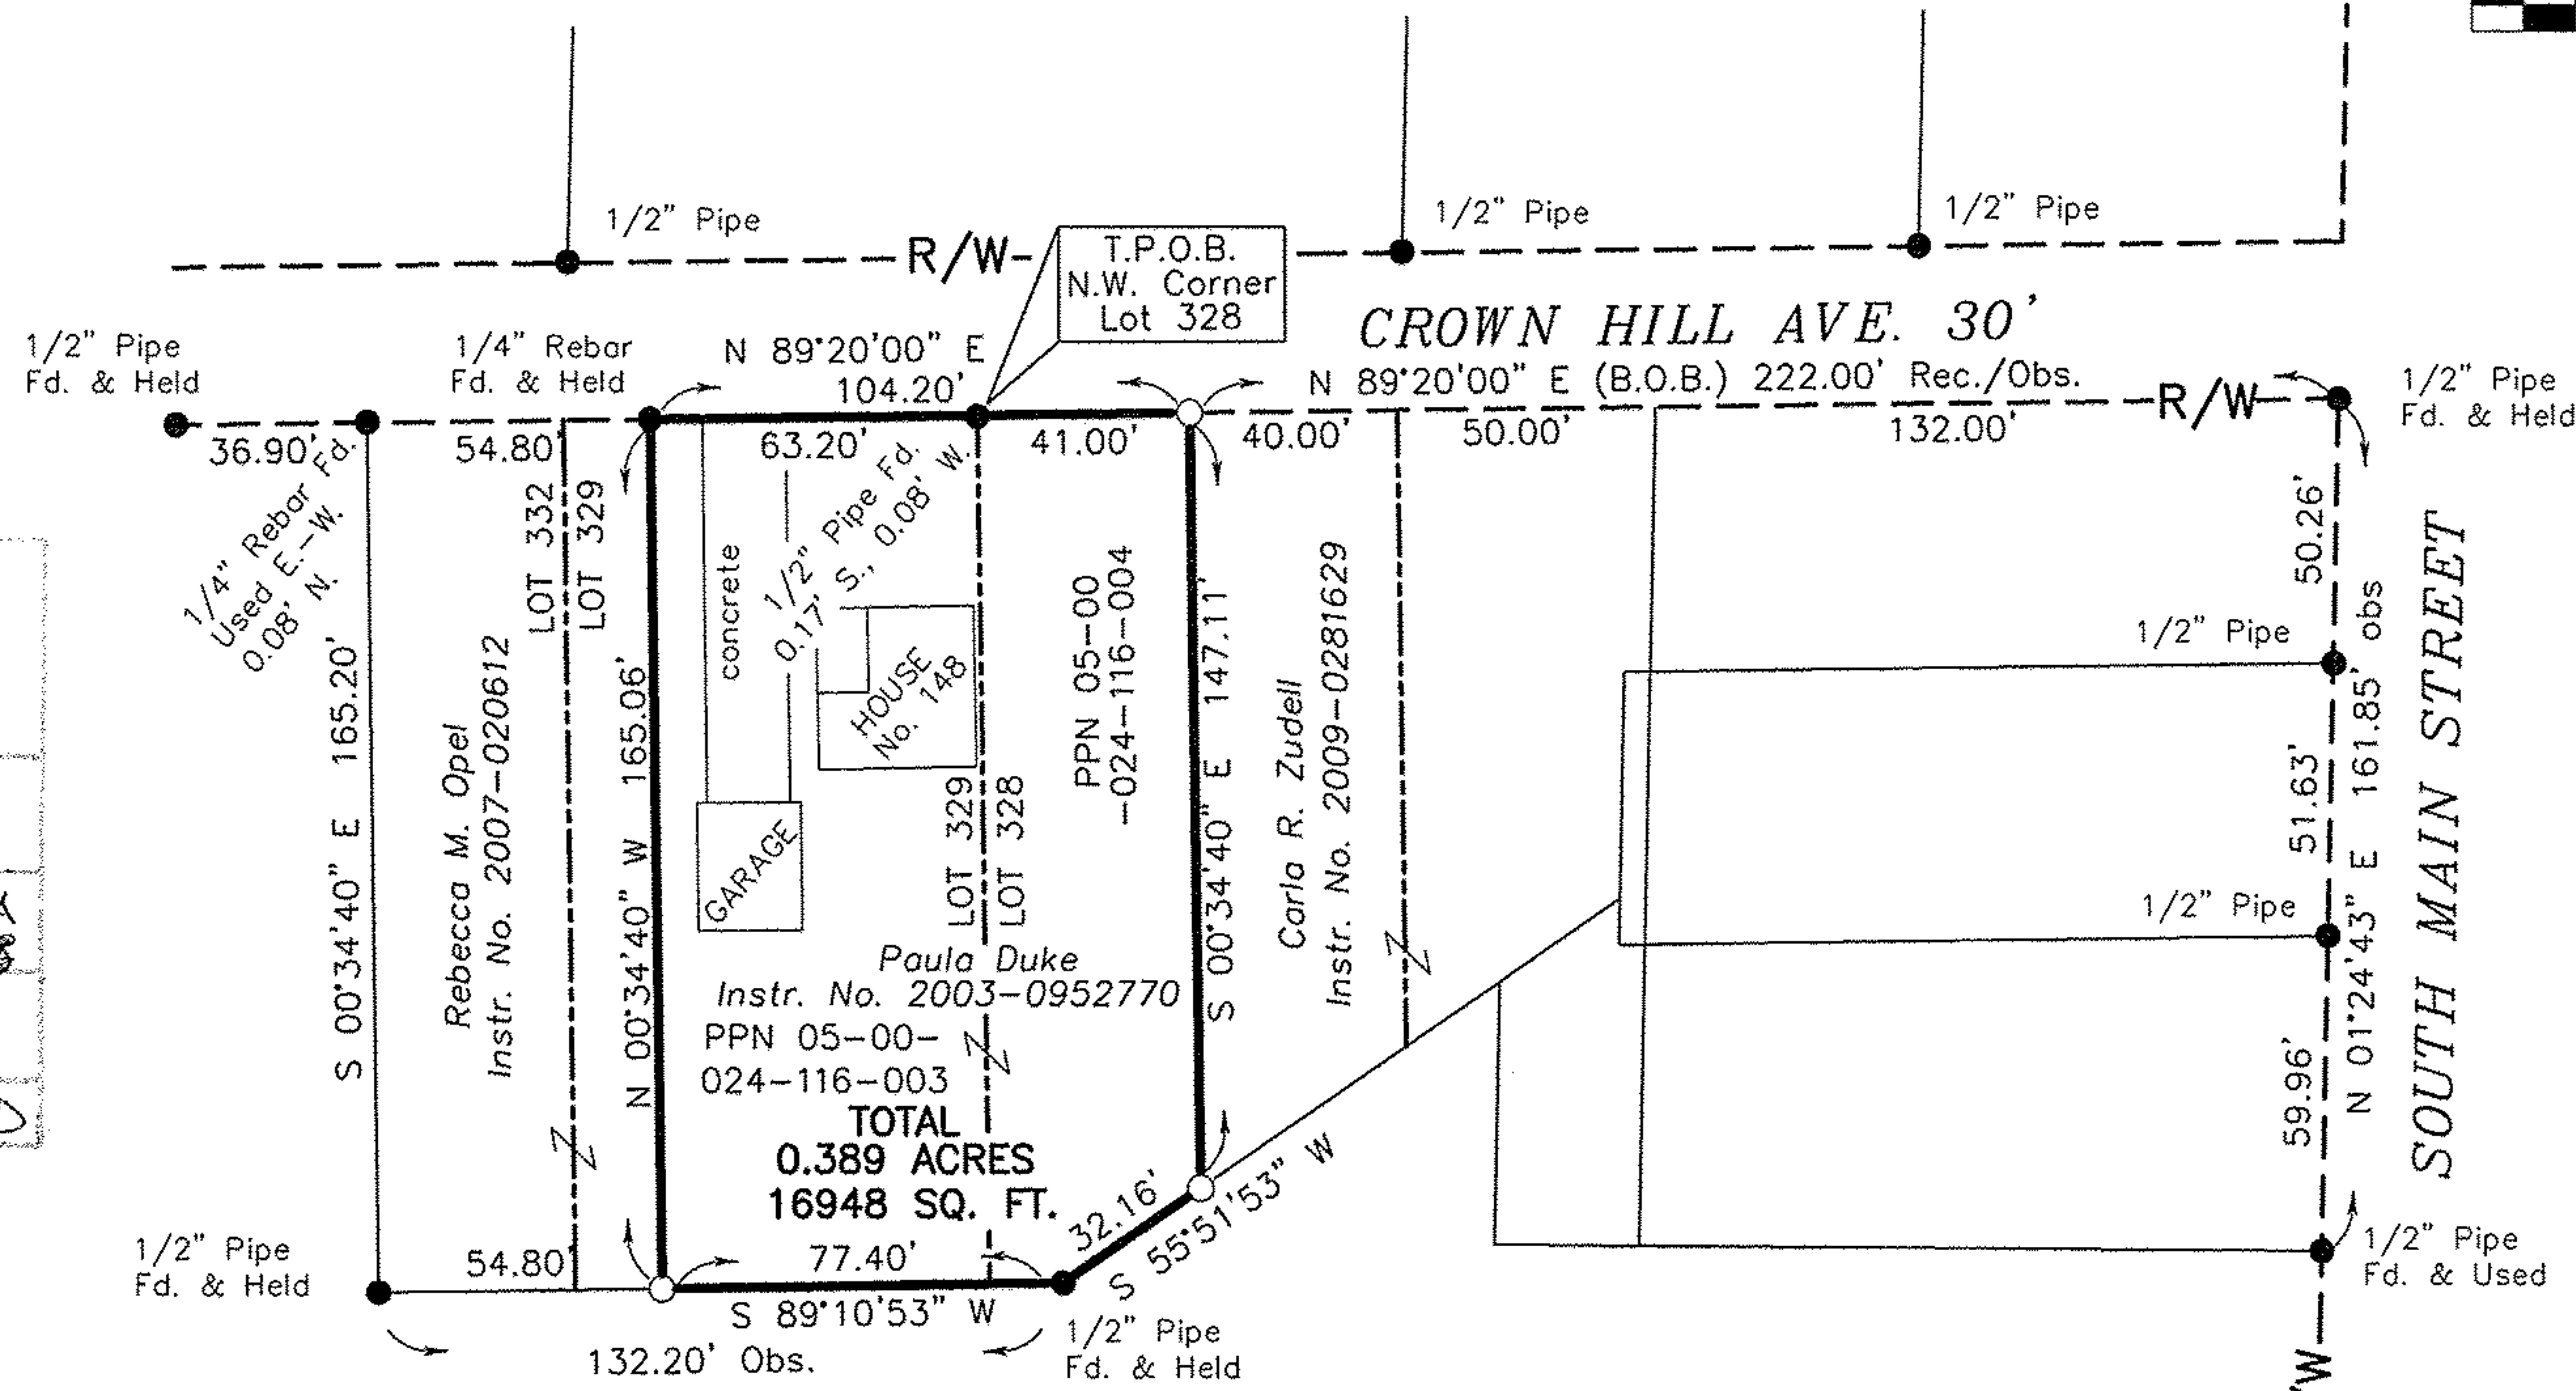 1/2" Pipe
R/W
T.P.O.B.
N.W. Corner
Lot 328
1/2" Pipe
1/2" Pipe
CROWN HILL AVE. 30'
1/2" Pipe
Fd. & Held
1/4" Rebar
Fd. & Held
N 89°20'00" E
104.20'
N 89°20'00" E (B.O.B.) 222.00' Rec./Obs.
R/W
1/2" Pipe
Fd. & Held
36.90'
54.80'
63.20'
41.00'
40.00'
50.00'
132.00'
1/4" Rebar Fd.
Used E.-W.
0.08' N.
S 00°34'40" E 165.20'
Rebecca M. Opel
Instr. No. 2007-020612
LOT 332
LOT 329
N 00°34'40" W 165.06'
concrete
1/2" Pipe Fd.
0.17' S., 0.08' W.
HOUSE
No. 148
GARAGE
LOT 329
LOT 328
PPN 05-00
-024-116-004
S 00°34'40" E 147.11'
Carla R. Zudell
Instr. No. 2009-0281629
50.26'
1/2" Pipe
51.63'
1/2" Pipe
59.96'
N 01°24'43" E 161.85' obs
SOUTH MAIN STREET
Paula Duke
Instr. No. 2003-0952770
PPN 05-00-
024-116-003
TOTAL
0.389 ACRES
16948 SQ. FT.
32.16'
S 55°51'53" W
1/2" Pipe
Fd. & Held
54.80'
77.40'
S 89°10'53" W
132.20' Obs.
1/2" Pipe
Fd. & Held
1/2" Pipe
Fd. & Used